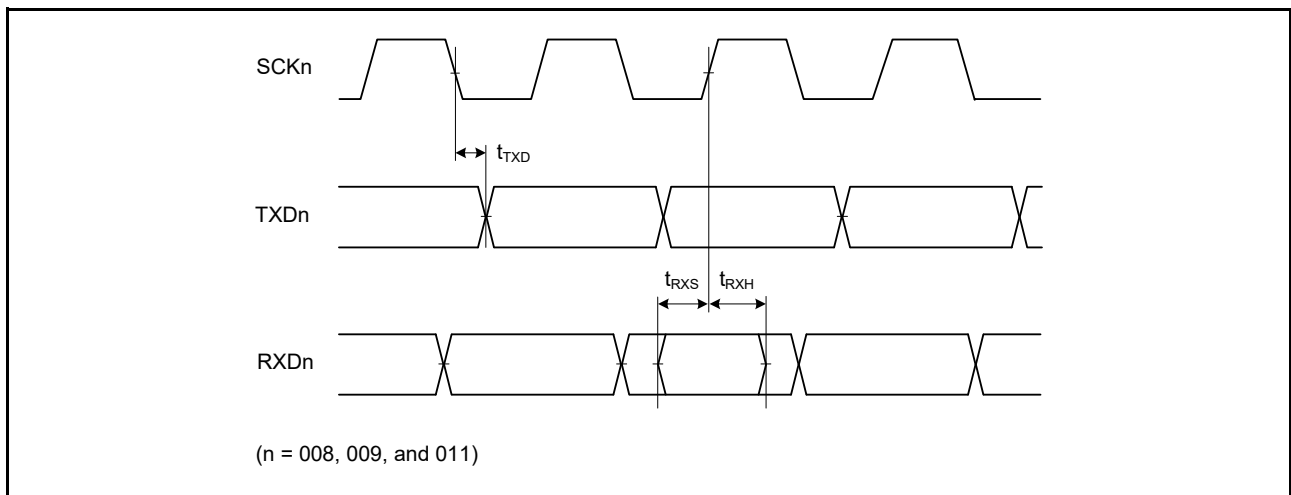 SCKn
tTXD
TXDn
tRXS tRXH
RXDn
(n = 008, 009, and 011)